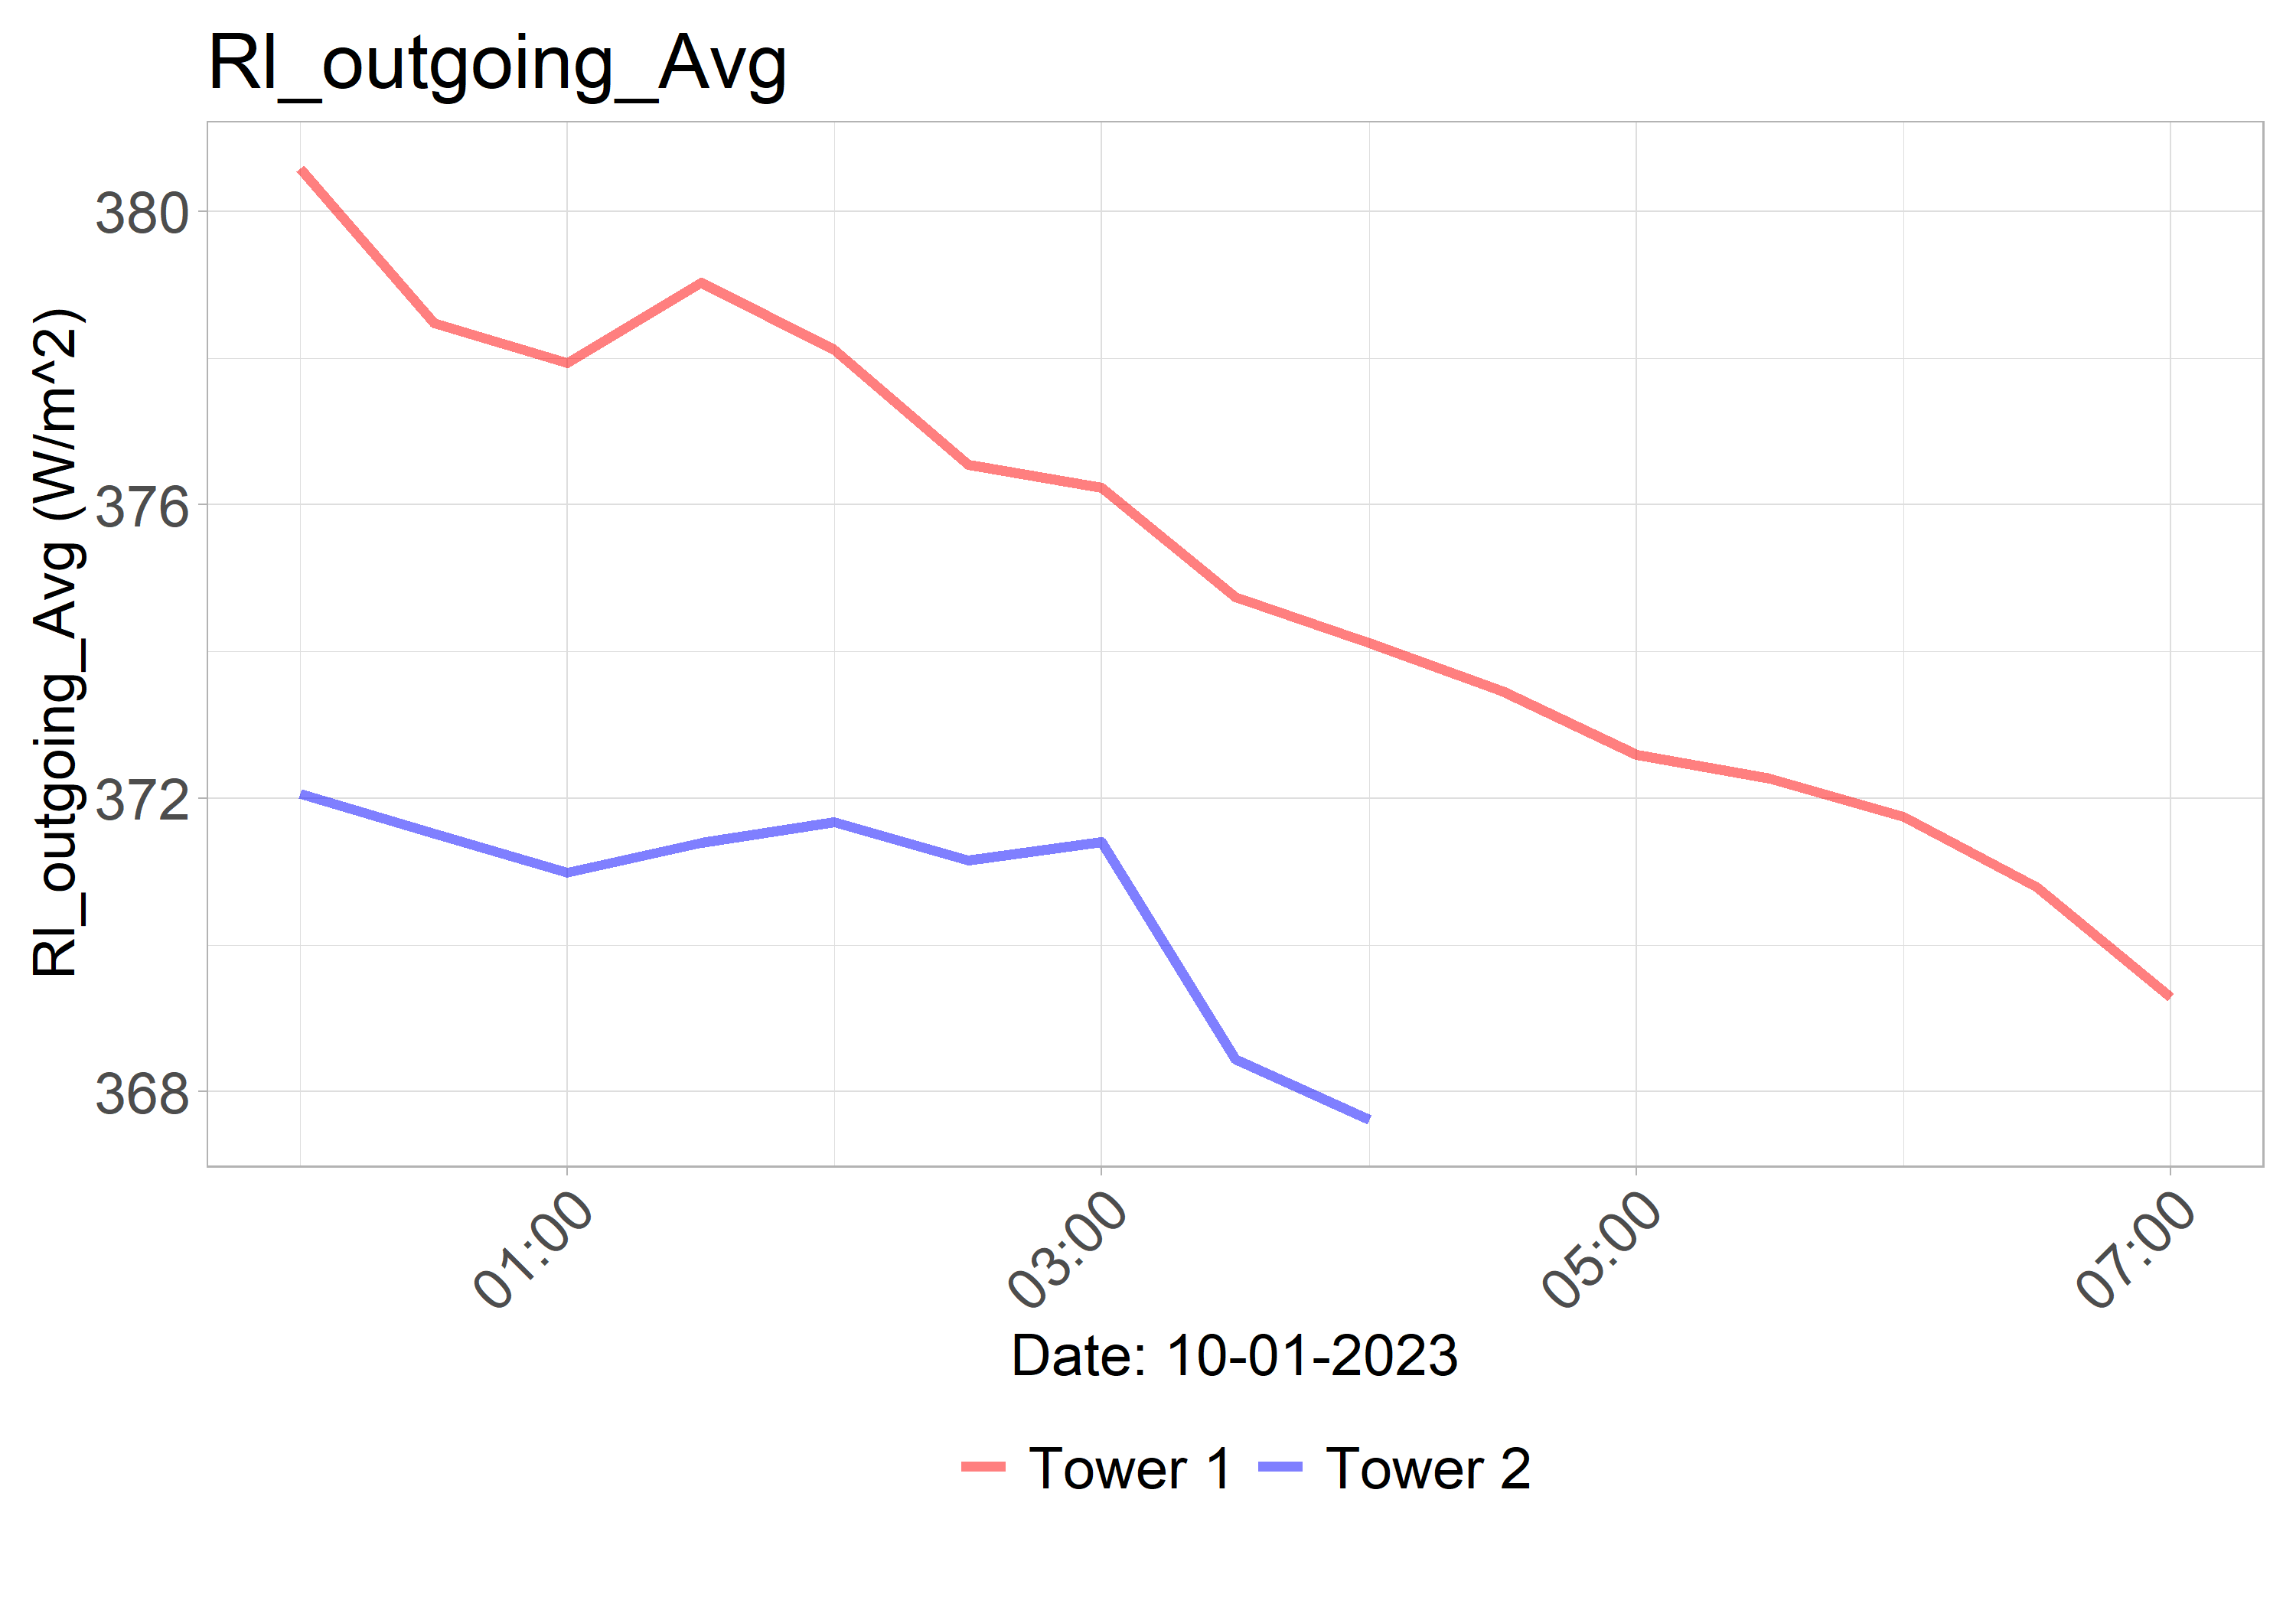 Rl_outgoing_Avg
Rl_outgoing_Avg (W/m^2)
380
376
372
368
01:00
03:00
05:00
07:00
Date: 10-01-2023
Tower 1
Tower 2